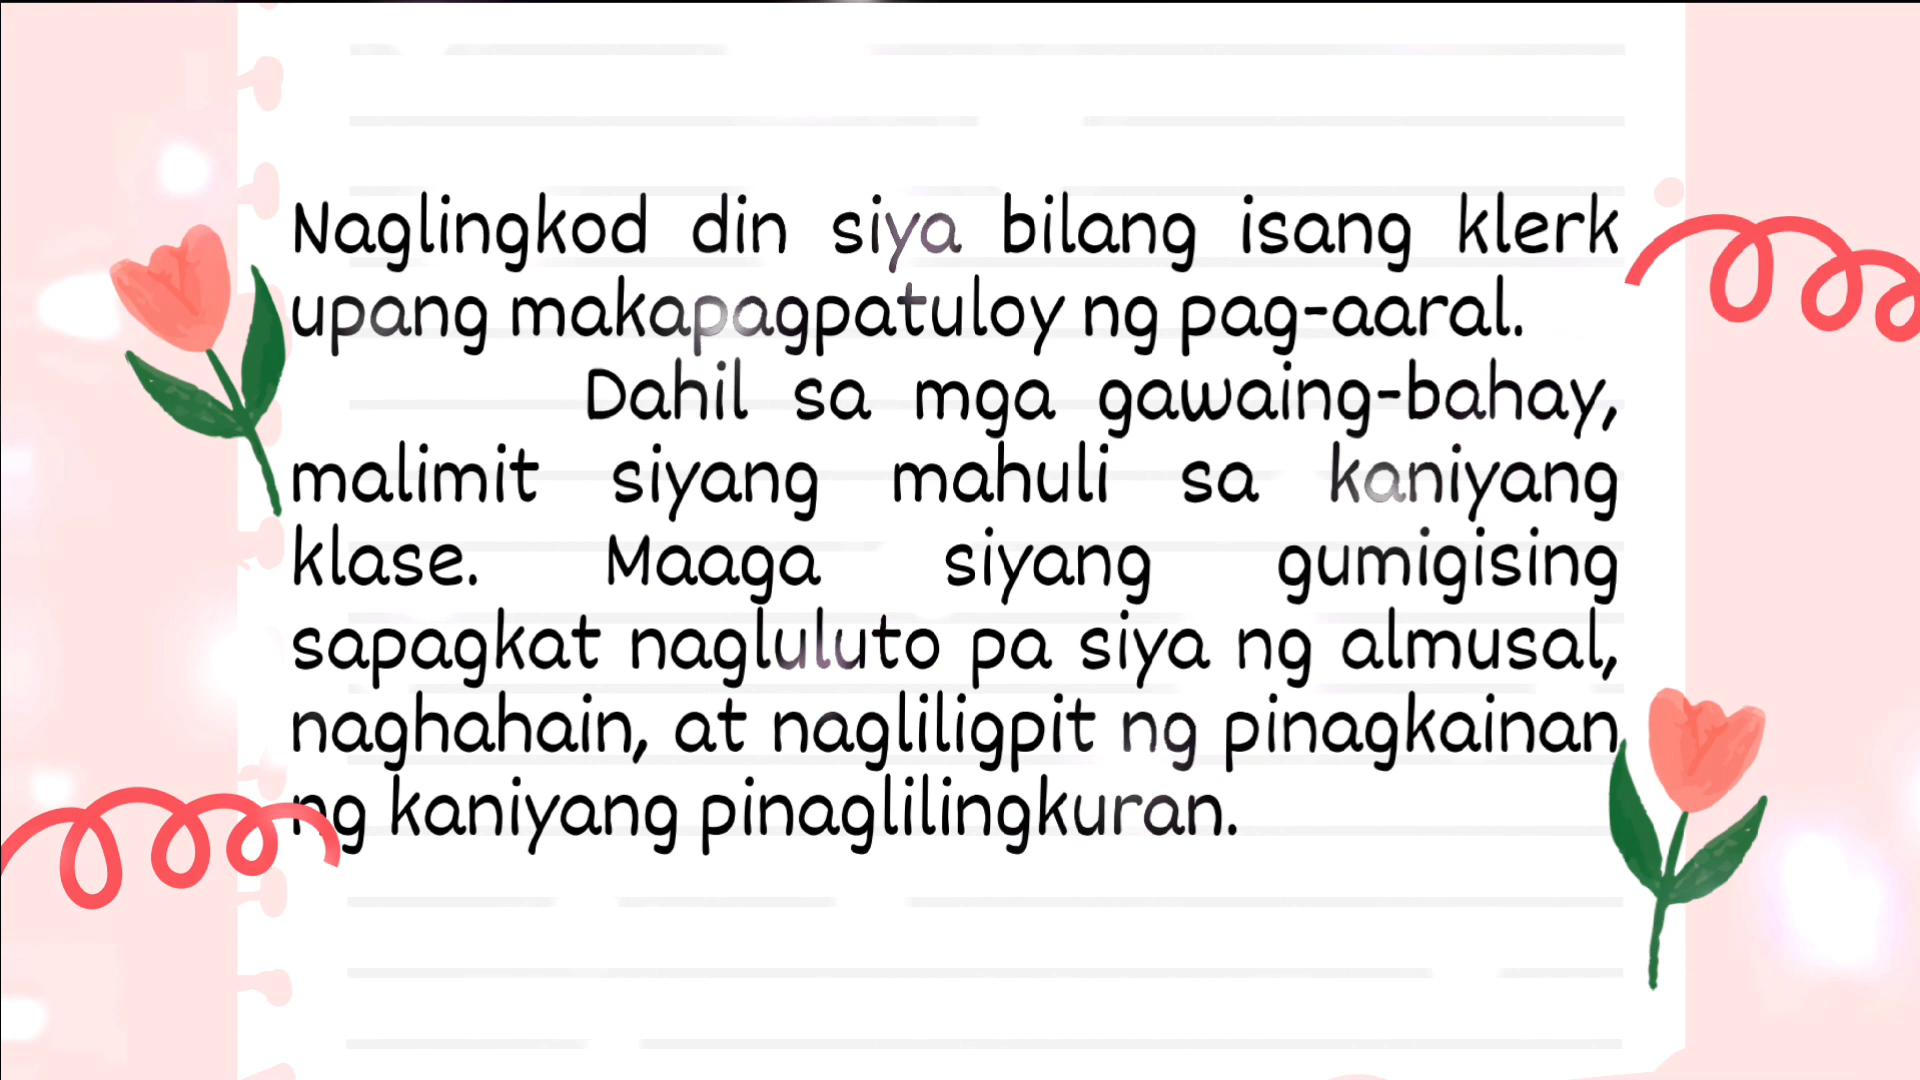 Naglingkod din siya bilang isang klerk
upang makapagpatuloy ng pag-aaral.
Dahil sa mga gawaing-bahay,
malimit siyang mahuli sa kaniyang
klase. Maaga siyang gumigising
sapagkat nagluluto pa siya ng almusal,
naghahain, at nagliligpit ng pinagkainan
ng kaniyang pinaglilingkuran.